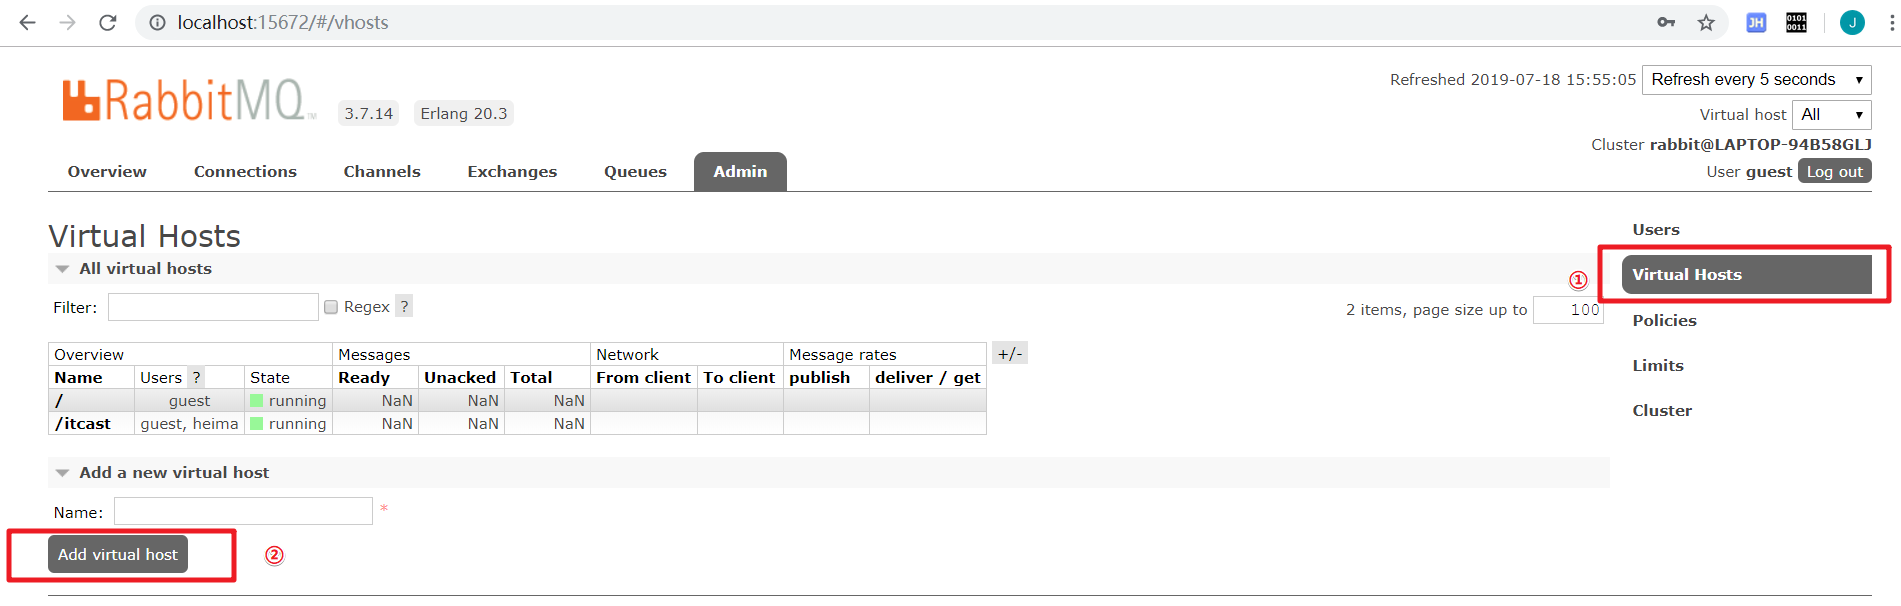 localhost:15672/#/vhosts
JH
0101
0011
J
RabbitMQ™ 3.7.14 Erlang 20.3
Refreshed 2019-07-18 15:55:05 Refresh every 5 seconds
Virtual host All
Cluster rabbit@LAPTOP-94B58GLJ
User guest Log out
Overview Connections Channels Exchanges Queues Admin
Virtual Hosts
All virtual hosts
Filter: Regex ?
2 items, page size up to 100
Overview Messages Network Message rates +/-
Name Users ? State Ready Unacked Total From client To client publish deliver / get
/ guest running NaN NaN NaN
/itcast guest, heima running NaN NaN NaN
Add a new virtual host
Name: *
Add virtual host ②
Users
① Virtual Hosts
Policies
Limits
Cluster